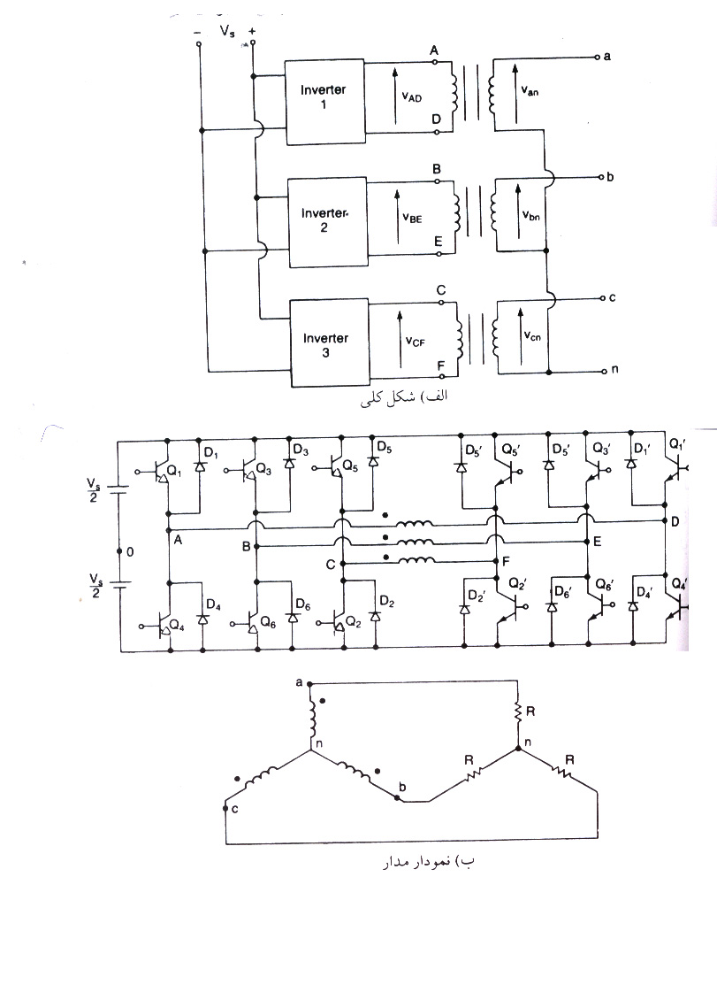 - Vs +
Inverter 1
A
VAD
D
van
a
Inverter 2
B
VBE
E
vbn
b
Inverter 3
C
VCF
F
vcn
c
n
الف) شکل کلی
Vs/2
Vs/2
0
Q1 D1 Q3 D3 Q5 D5 D5′ Q5′ D5′ Q3′ D1′ Q1′
A
B
C
D
E
F
Q4 D4 Q6 D6 Q2 D2 D2′ Q2′ D6′ Q6′ D4′ Q4′
a
n
b
c
R
n
R
R
ب) نمودار مدار